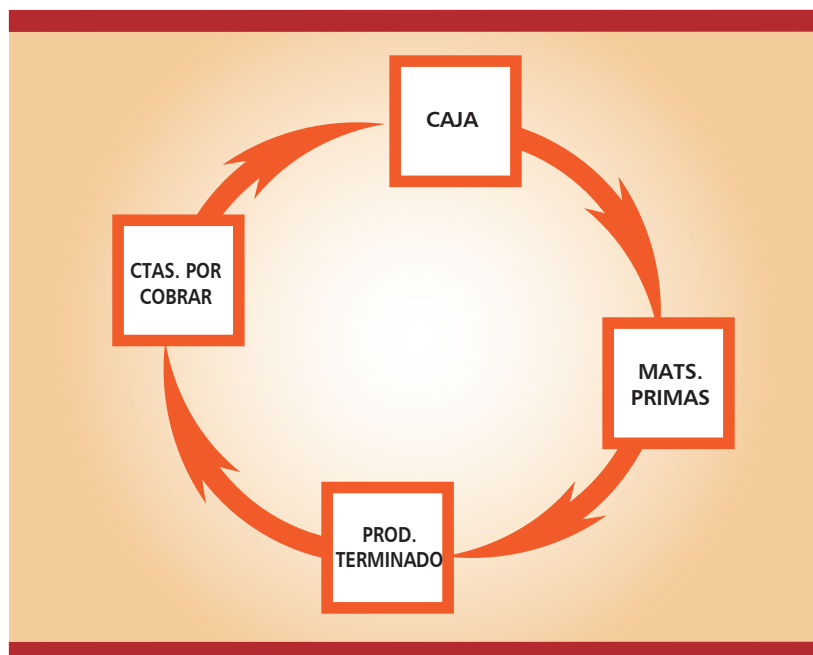 CAJA
MATS.
PRIMAS
PROD.
TERMINADO
CTAS. POR
COBRAR